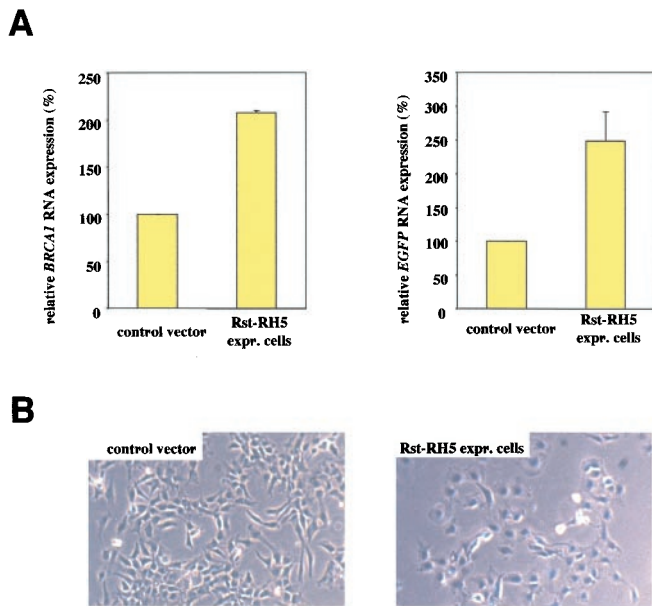 A
relative BRCA1 RNA expression (%)
250
200
150
100
50
0
control vector
Rst-RH5
expr. cells
relative EGFP RNA expression (%)
350
300
250
200
150
100
50
0
control vector
Rst-RH5
expr. cells
B
control vector
Rst-RH5 expr. cells